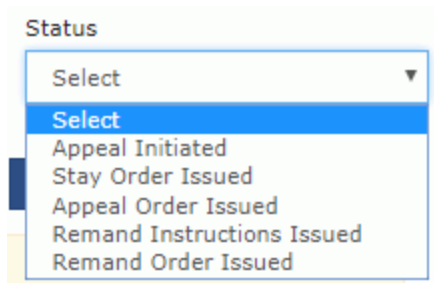 Status
Select
Select
Appeal Initiated
Stay Order Issued
Appeal Order Issued
Remand Instructions Issued
Remand Order Issued